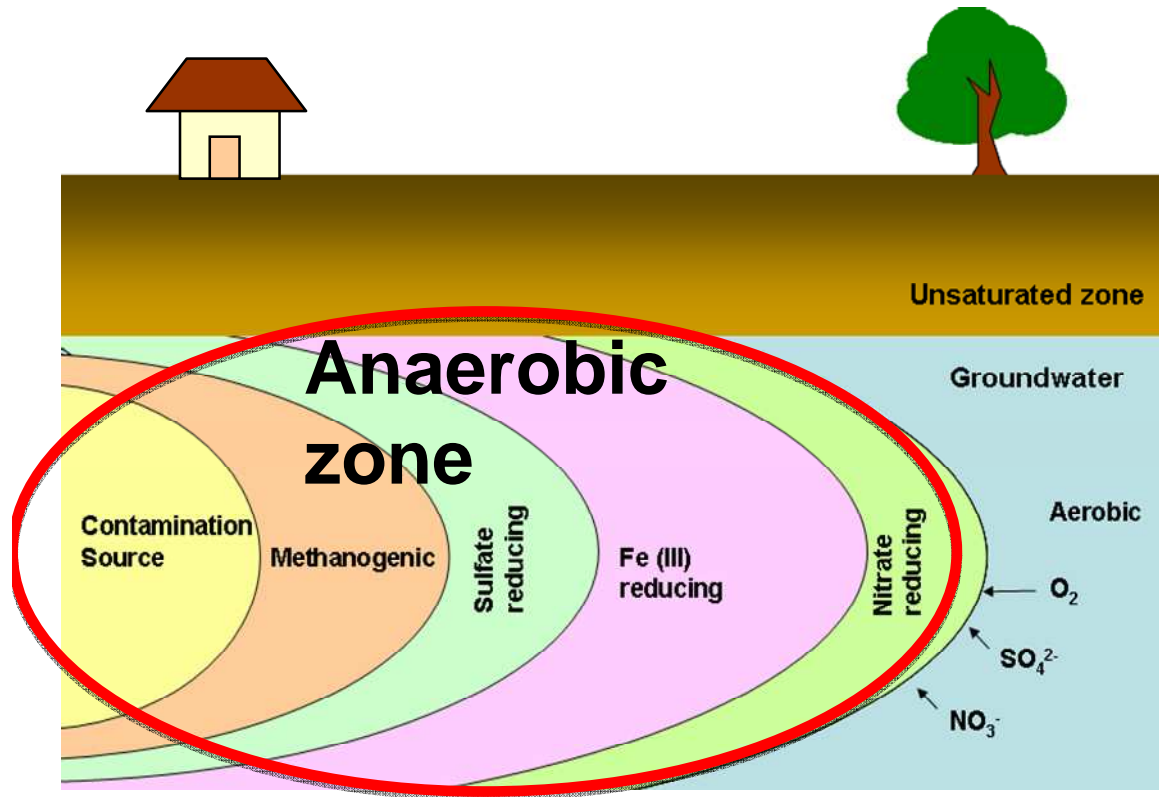 Unsaturated zone
Anaerobic
zone
Groundwater
Contamination
Source
Methanogenic
Sulfate
reducing
Fe (III)
reducing
Nitrate
reducing
Aerobic
O₂
SO₄²⁻
NO₃⁻